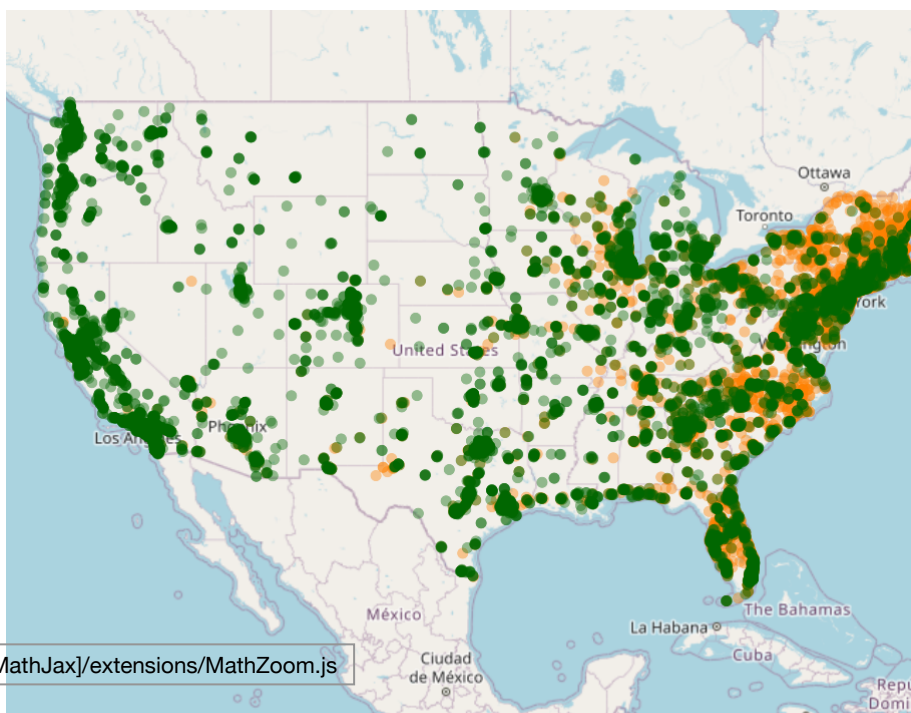 Ottawa
Toronto
York
Washington
United States
Phoenix
Los Angeles
México
La Habana
The Bahamas
Cuba
MathJax]/extensions/MathZoom.js
Ciudad
de México
Repu
Domi